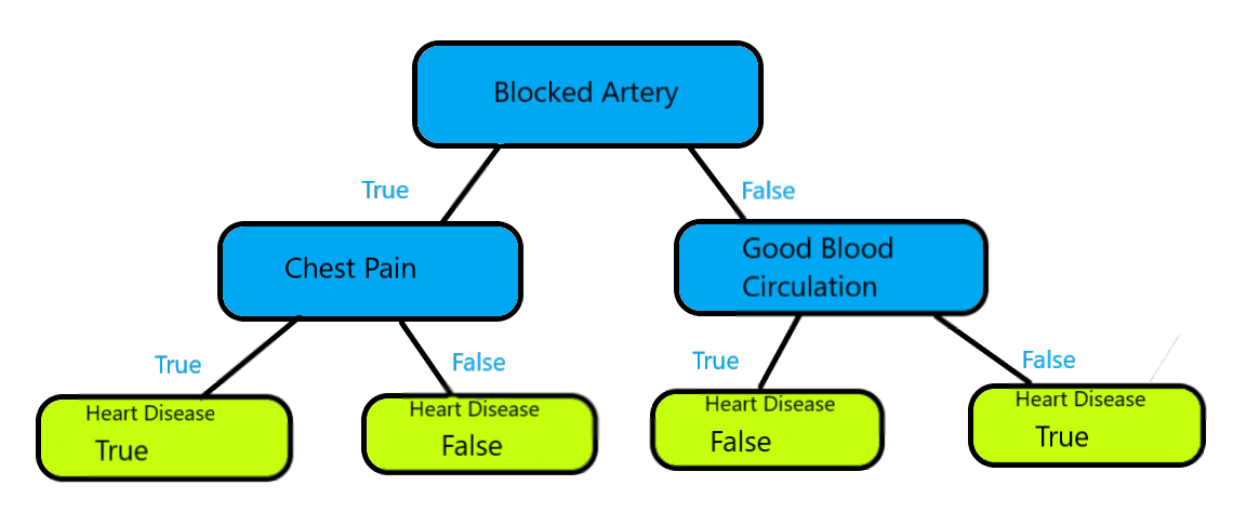 Blocked Artery
True
False
Chest Pain
Good Blood
Circulation
True
False
True
False
Heart Disease
True
Heart Disease
False
Heart Disease
False
Heart Disease
True